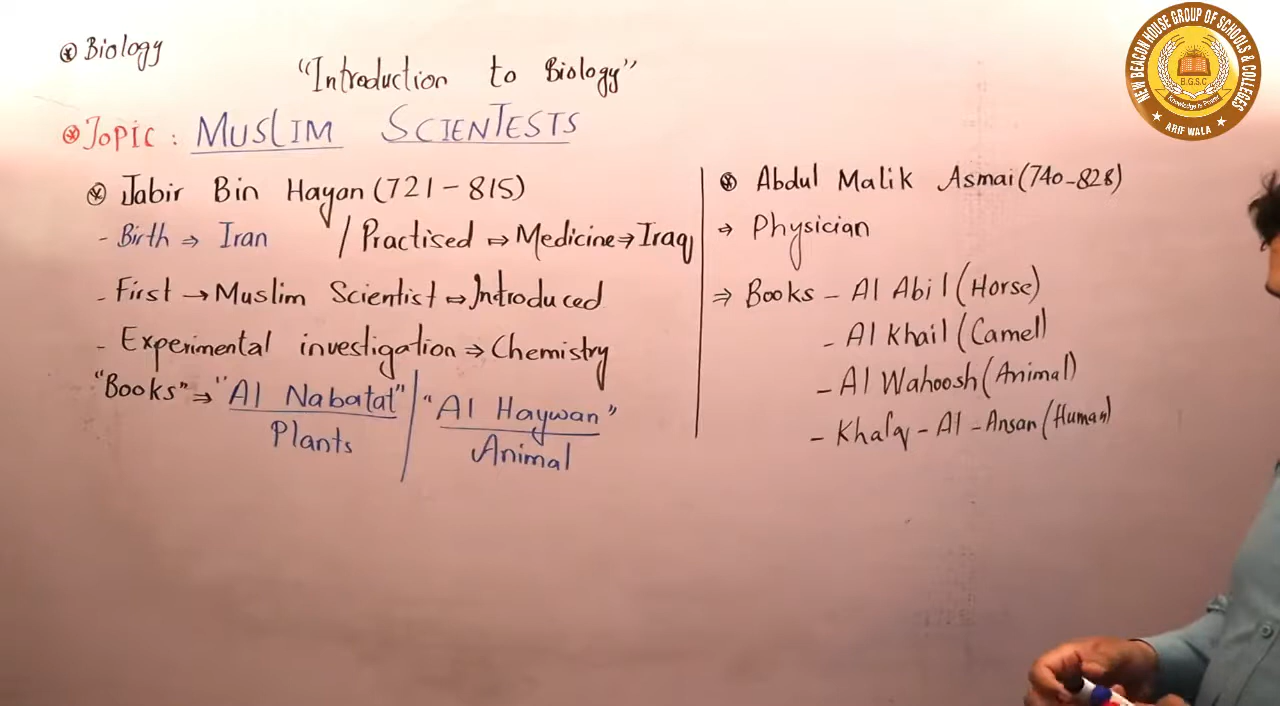 Biology
"Introduction to Biology"
Topic : MUSLIM SCIENTESTS
Jabir Bin Hayan (721-815)
- Birth ⇒ Iran / Practised ⇔ Medicine ⇒ Iraq
- First → Muslim Scientist ⇔ Introduced
- Experimental investigation ⇒ Chemistry
"Books" ⇒ "Al Nabatat" / "Al Haywan"
Plants Animal
Abdul Malik Asmai (740-828)
⇒ Physician
⇒ Books - Al Abil (Horse)
- Al Khail (Camel)
- Al Wahoosh (Animal)
- Khalq - Al - Ansan (Human)
NEW BEACON HOUSE GROUP OF SCHOOLS & COLLEGES
B.G.S.C
Knowledge is Power
ARIF WALA